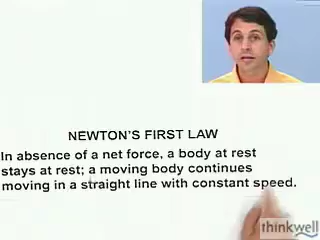 NEWTON'S FIRST LAW
In absence of a net force, a body at rest
stays at rest; a moving body continues
moving in a straight line with constant speed.
thinkwell